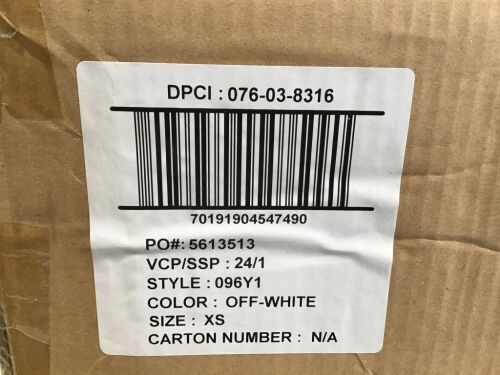 DPCI : 076-03-8316
70191904547490
PO#: 5613513
VCP/SSP : 24/1
STYLE : 096Y1
COLOR : OFF-WHITE
SIZE : XS
CARTON NUMBER : N/A